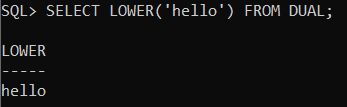 SQL> SELECT LOWER('hello') FROM DUAL;
LOWER
-----
hello